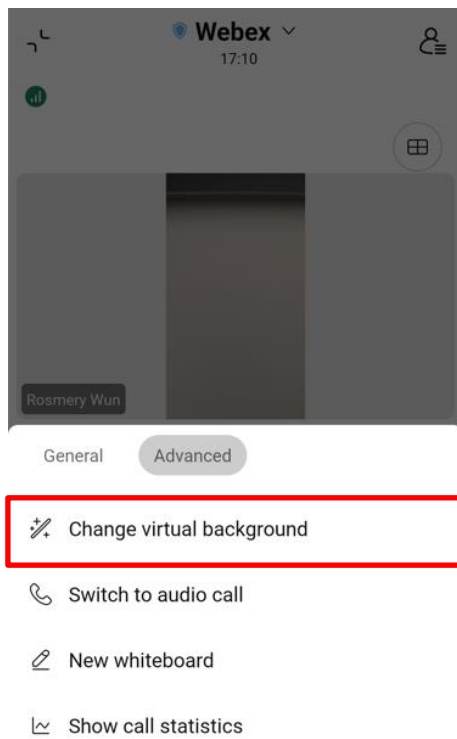 Webex
17:10
Rosmery Wun
General Advanced
Change virtual background
Switch to audio call
New whiteboard
Show call statistics